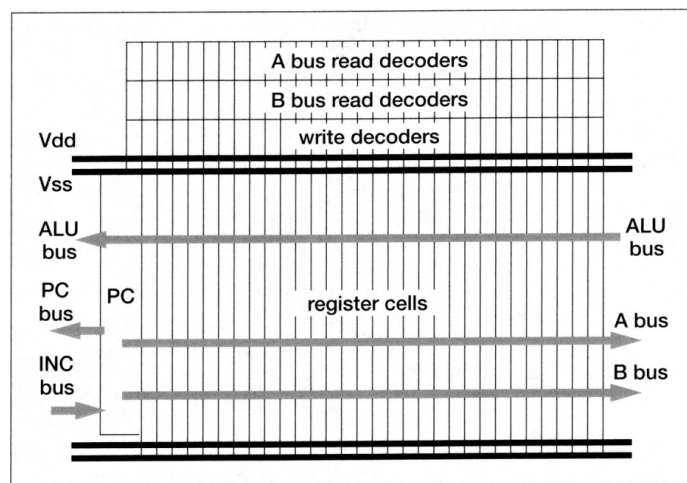 A bus read decoders
B bus read decoders
write decoders
Vdd
Vss
ALU
bus
ALU
bus
PC
bus
PC
register cells
A bus
INC
bus
B bus